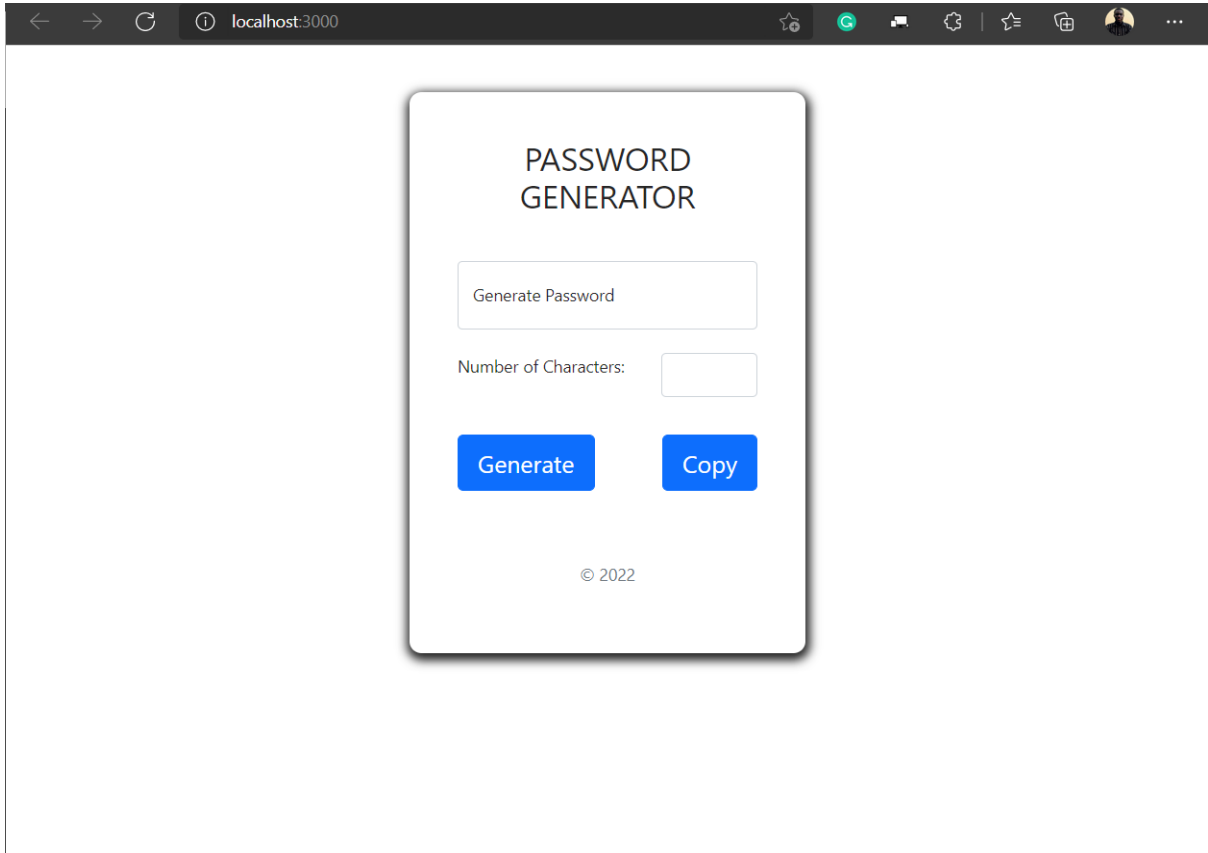 localhost:3000
PASSWORD
GENERATOR
Generate Password
Number of Characters:
Generate
Copy
© 2022